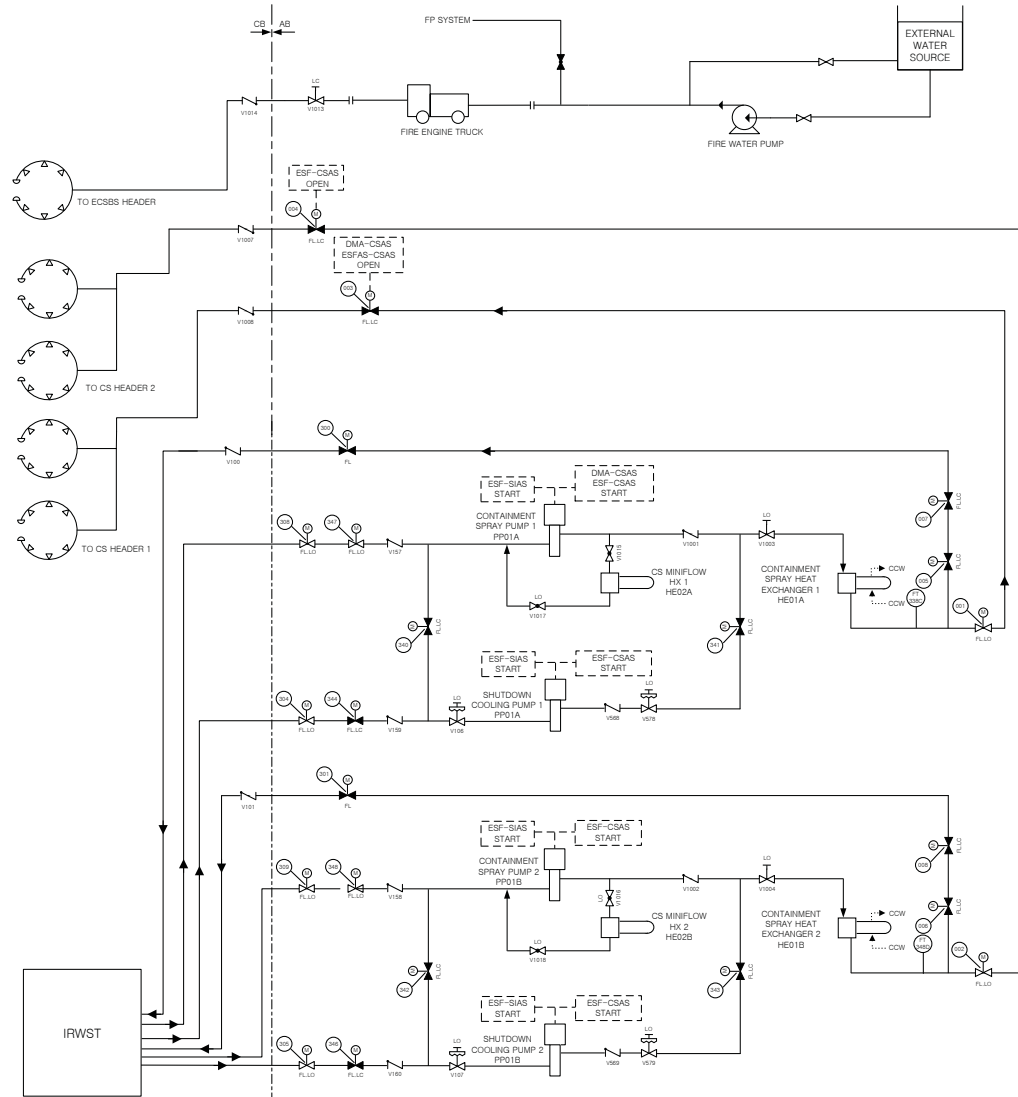 CB AB
FP SYSTEM
EXTERNAL
WATER
SOURCE
LC
V1014
V1013
FIRE ENGINE TRUCK
FIRE WATER PUMP
TO ECSBS HEADER
ESF-CSAS
OPEN
004
M
V1007
FL.LC
DMA-CSAS
ESFAS-CSAS
OPEN
003
M
V1008
FL.LC
TO CS HEADER 2
300
M
V100
FL
TO CS HEADER 1
ESF-SIAS
START
DMA-CSAS
ESF-CSAS
START
CONTAINMENT
SPRAY PUMP 1
PP01A
308
M
347
M
FL.LO
FL.LO
V157
V1015
V1001
LO
V1003
007
M
FL.LC
CS MINIFLOW
HX 1
HE02A
LO
V1017
CONTAINMENT
SPRAY HEAT
EXCHANGER 1
HE01A
CCW
CCW
005
M
FL.LC
FT
338C
001
M
FL.LO
340
M
FL.LC
341
M
FL.LC
ESF-SIAS
START
ESF-CSAS
START
SHUTDOWN
COOLING PUMP 1
PP01A
304
M
344
M
FL.LO
FL.LC
V159
LO
V106
V568
LO
V578
301
M
V101
FL
ESF-SIAS
START
ESF-CSAS
START
CONTAINMENT
SPRAY PUMP 2
PP01B
309
M
348
M
FL.LO
FL.LO
V158
LO
V1016
V1002
LO
V1004
008
M
FL.LC
CS MINIFLOW
HX 2
HE02B
LO
V1018
CONTAINMENT
SPRAY HEAT
EXCHANGER 2
HE01B
CCW
CCW
006
M
FL.LC
FT
348D
002
M
FL.LO
342
M
FL.LC
343
M
FL.LC
ESF-SIAS
START
ESF-CSAS
START
SHUTDOWN
COOLING PUMP 2
PP01B
IRWST
305
M
346
M
FL.LO
FL.LC
V160
LO
V107
V569
LO
V579